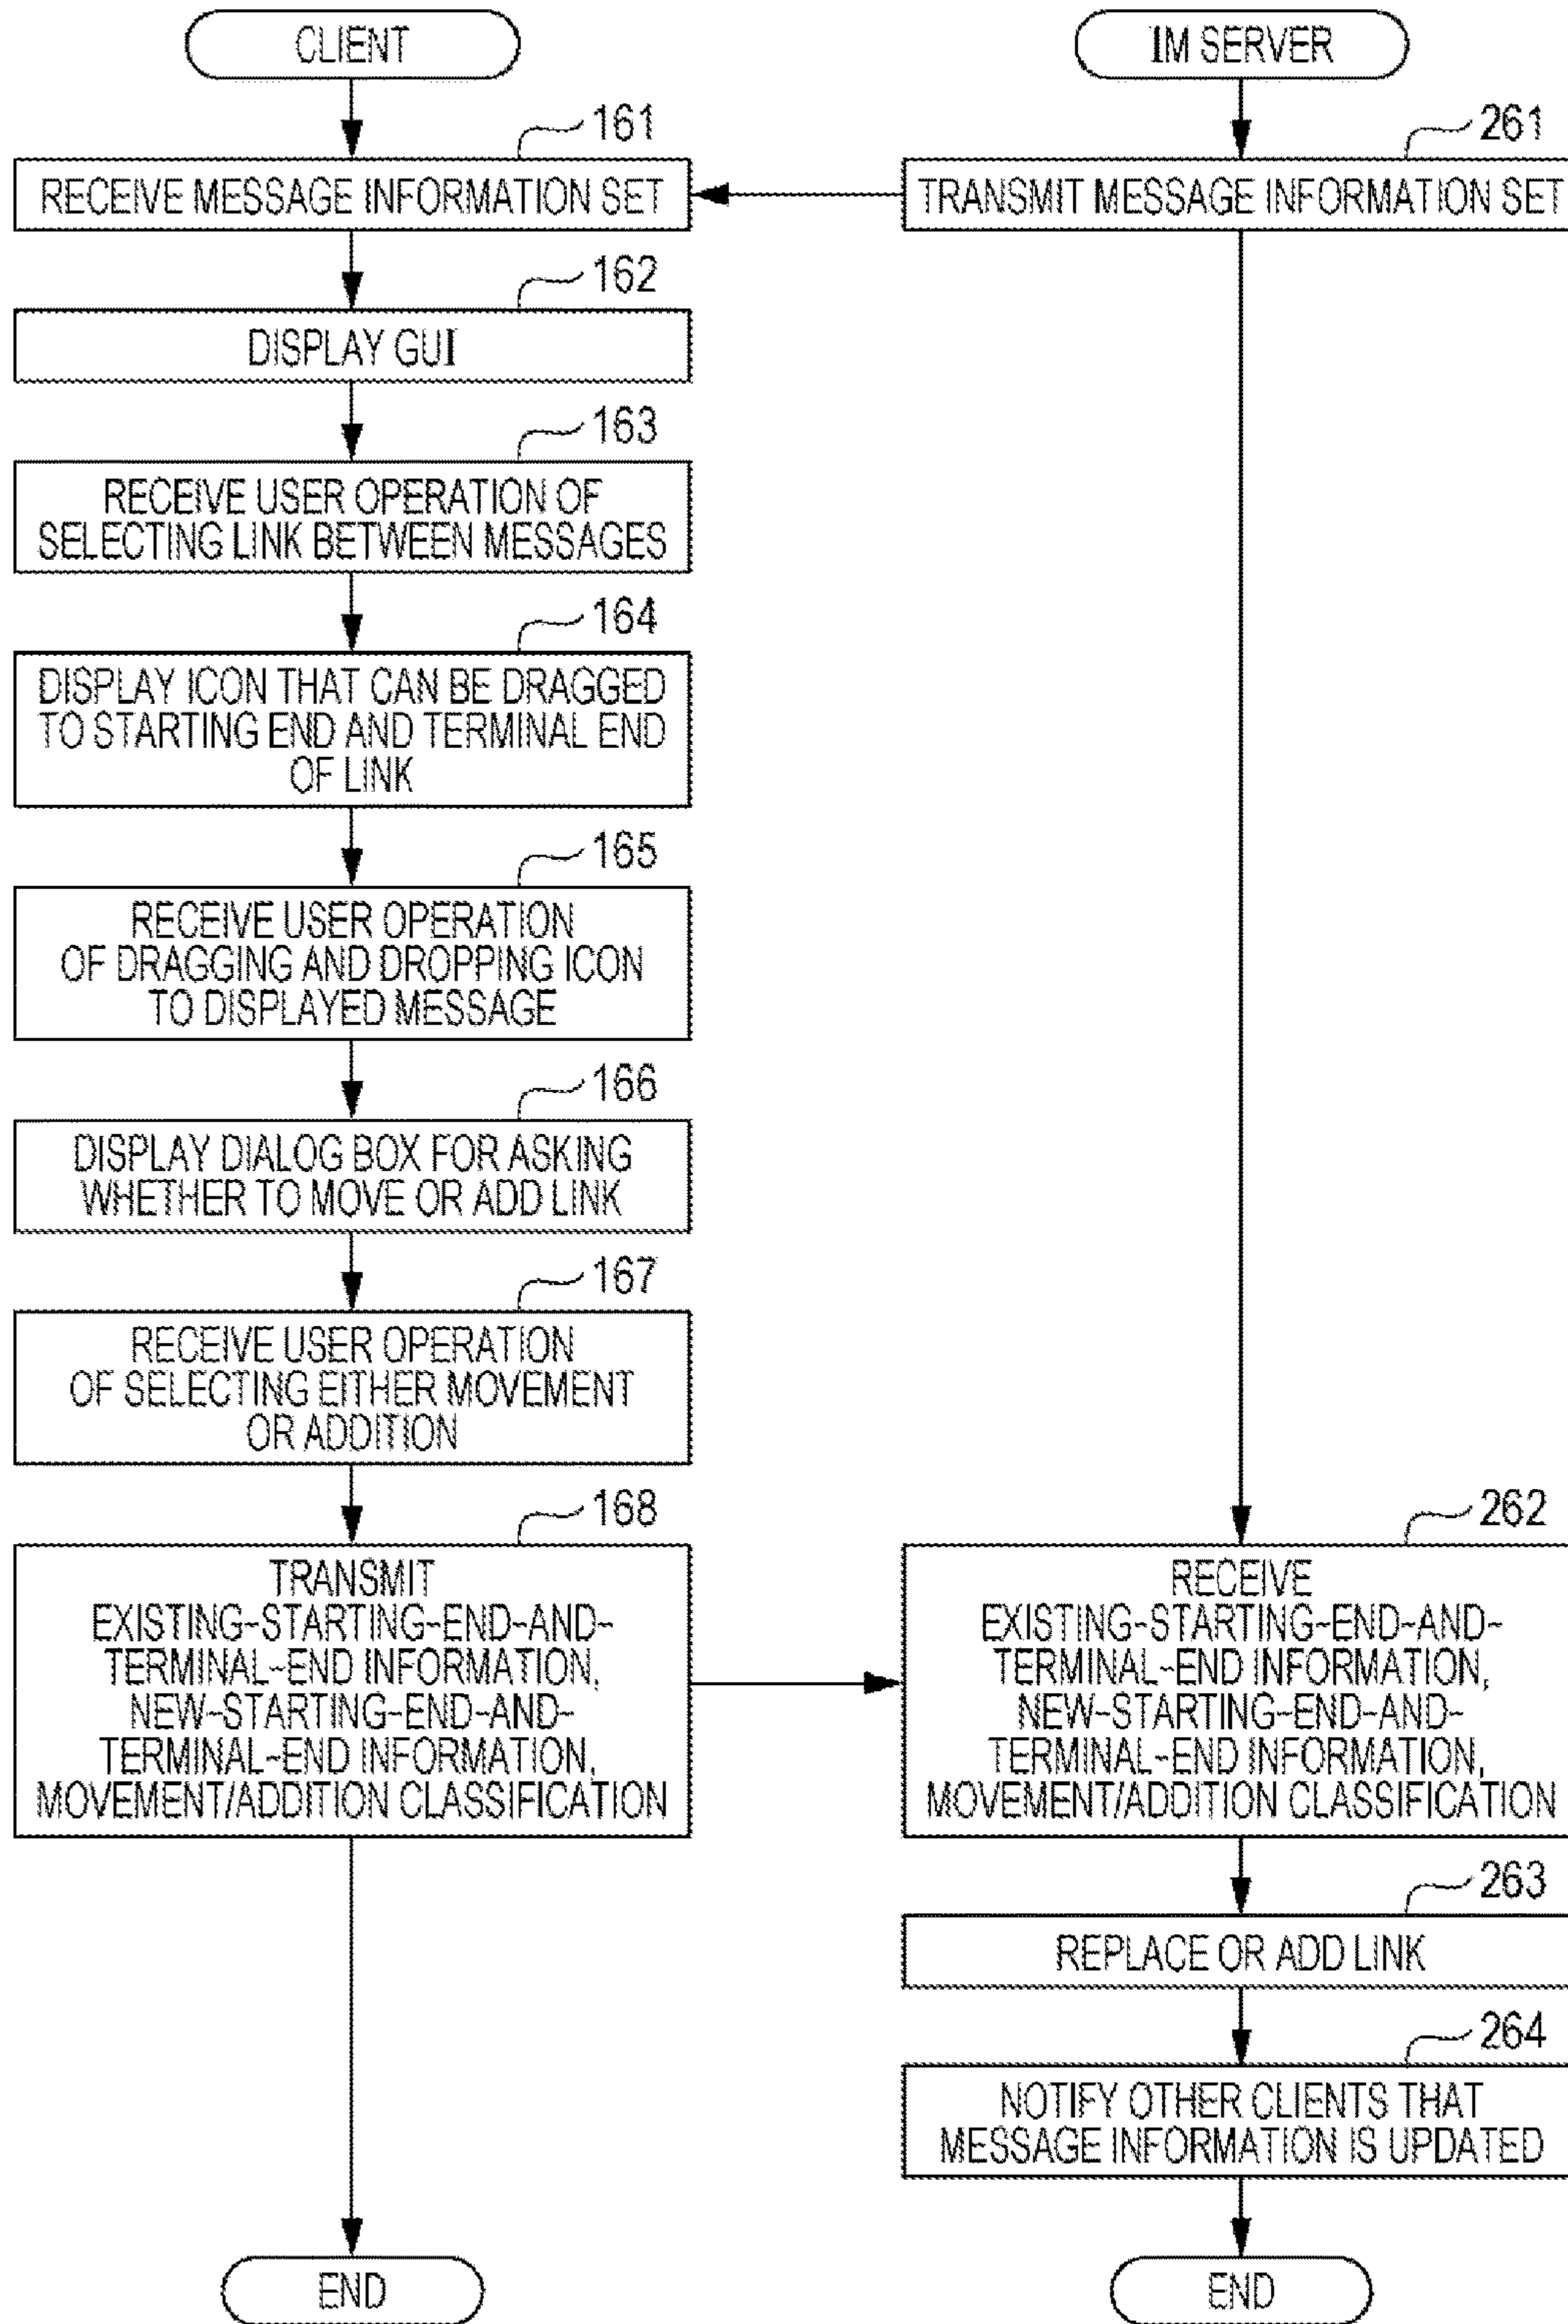 CLIENT
161
RECEIVE MESSAGE INFORMATION SET
162
DISPLAY GUI
163
RECEIVE USER OPERATION OF
SELECTING LINK BETWEEN MESSAGES
164
DISPLAY ICON THAT CAN BE DRAGGED
TO STARTING END AND TERMINAL END
OF LINK
165
RECEIVE USER OPERATION
OF DRAGGING AND DROPPING ICON
TO DISPLAYED MESSAGE
166
DISPLAY DIALOG BOX FOR ASKING
WHETHER TO MOVE OR ADD LINK
167
RECEIVE USER OPERATION
OF SELECTING EITHER MOVEMENT
OR ADDITION
168
TRANSMIT
EXISTING-STARTING-END-AND-
TERMINAL-END INFORMATION,
NEW-STARTING-END-AND-
TERMINAL-END INFORMATION,
MOVEMENT/ADDITION CLASSIFICATION
END
IM SERVER
261
TRANSMIT MESSAGE INFORMATION SET
262
RECEIVE
EXISTING-STARTING-END-AND-
TERMINAL-END INFORMATION,
NEW-STARTING-END-AND-
TERMINAL-END INFORMATION,
MOVEMENT/ADDITION CLASSIFICATION
263
REPLACE OR ADD LINK
264
NOTIFY OTHER CLIENTS THAT
MESSAGE INFORMATION IS UPDATED
END